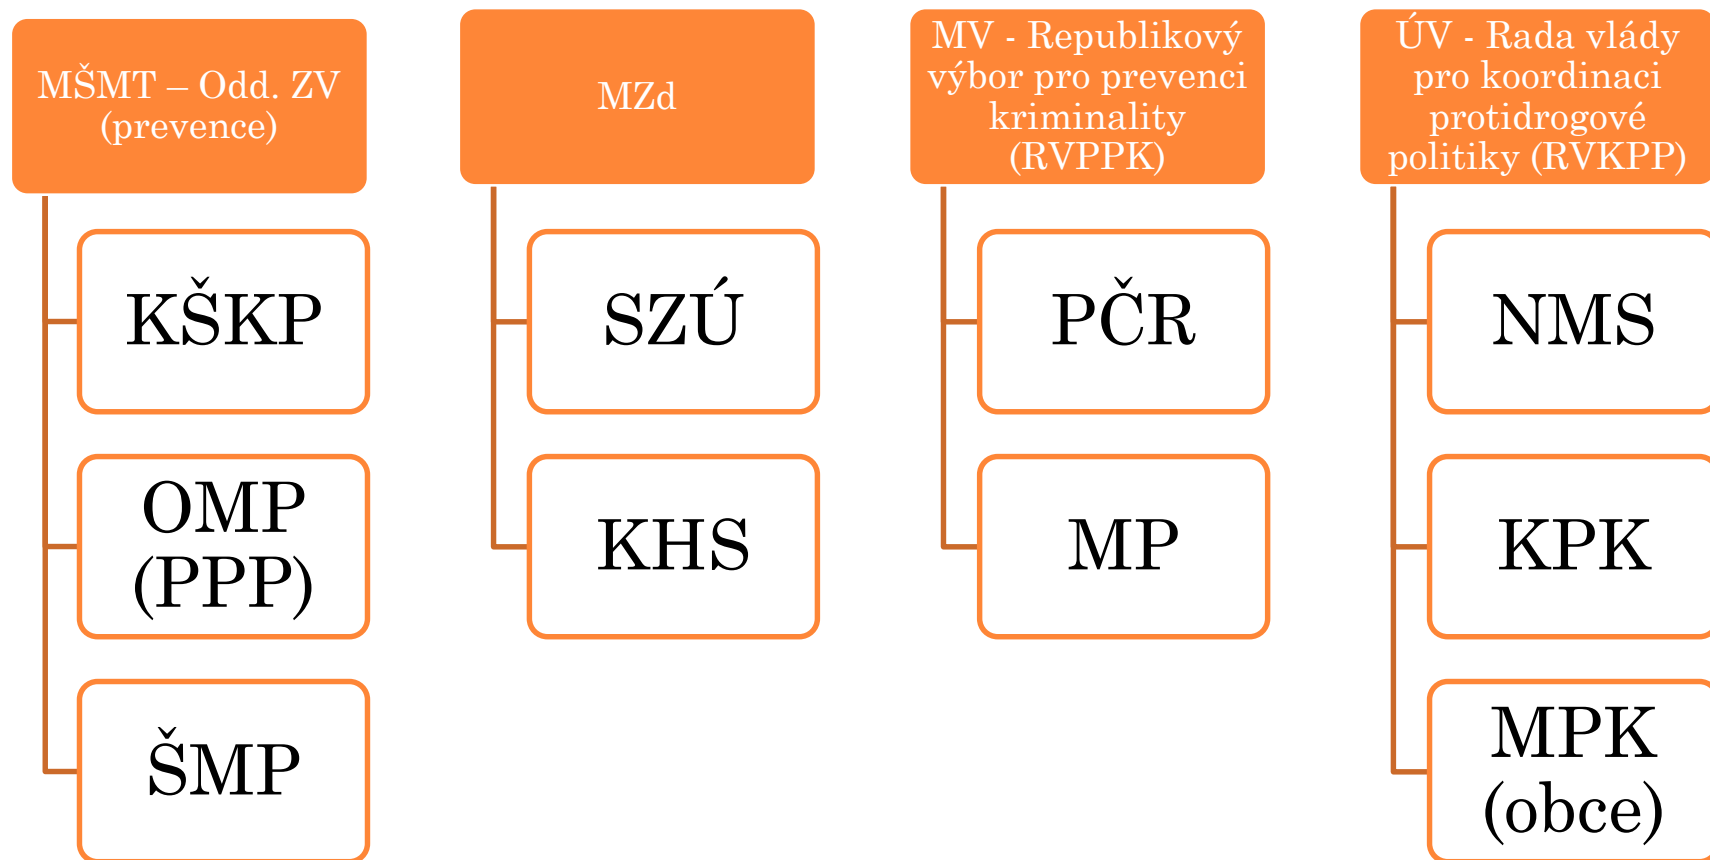 MŠMT – Odd. ZV
(prevence)
KŠKP
OMP
(PPP)
ŠMP
MZd
SZÚ
KHS
MV - Republikový
výbor pro prevenci
kriminality
(RVPPK)
PČR
MP
ÚV - Rada vlády
pro koordinaci
protidrogové
politiky (RVKPP)
NMS
KPK
MPK
(obce)